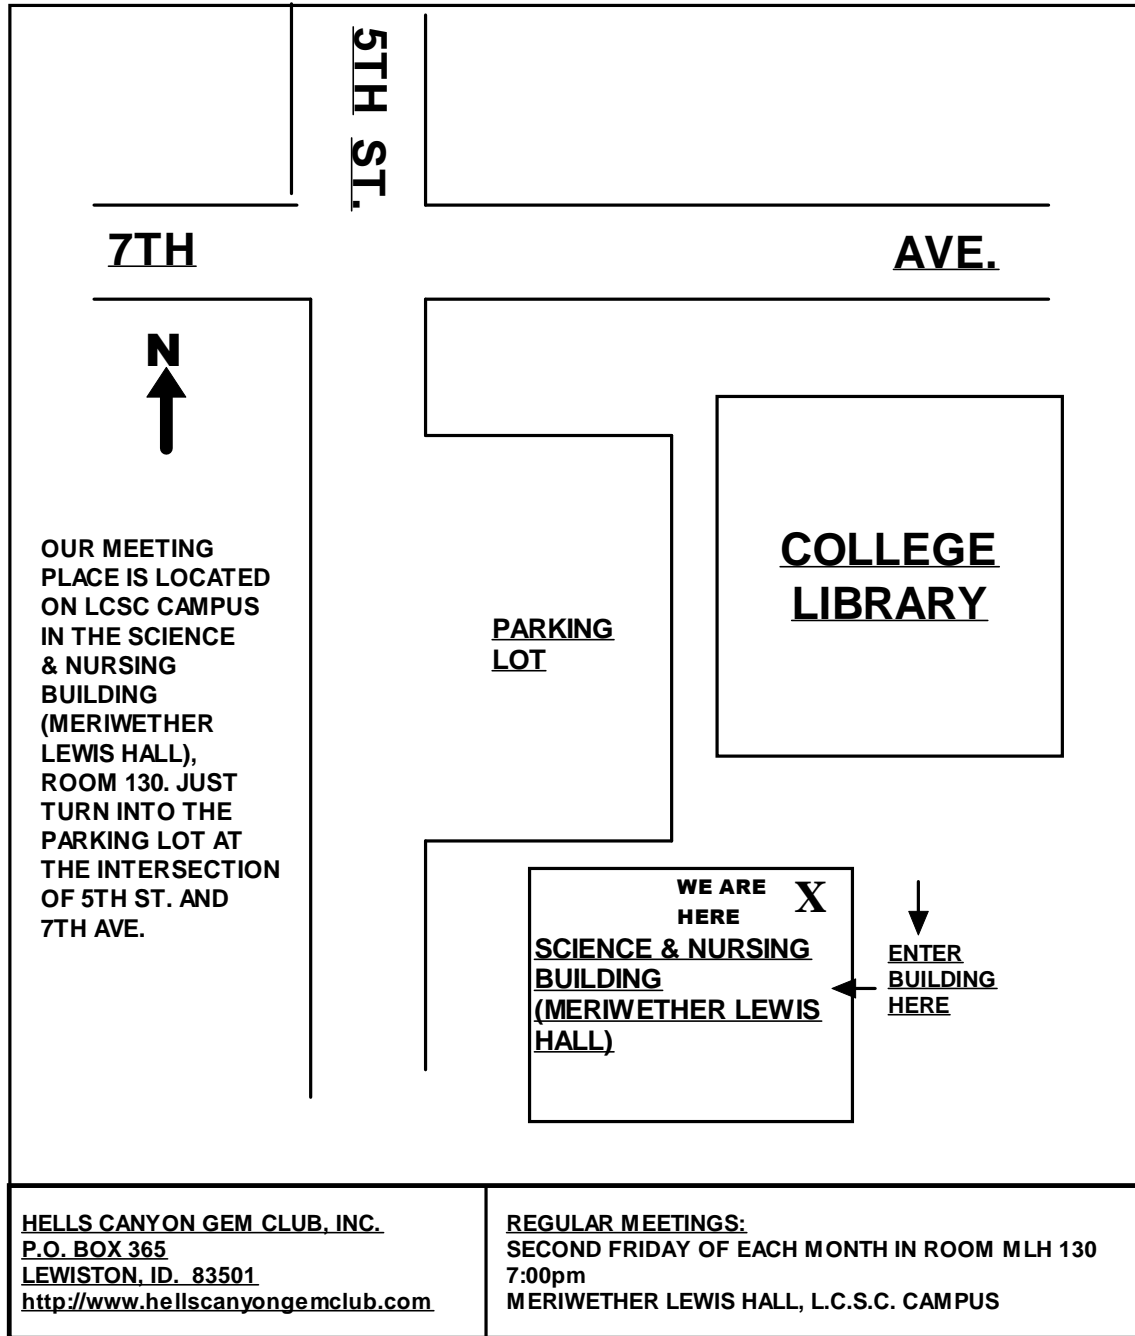 5TH ST.
7TH
AVE.
N
OUR MEETING
PLACE IS LOCATED
ON LCSC CAMPUS
IN THE SCIENCE
& NURSING
BUILDING
(MERIWETHER
LEWIS HALL),
ROOM 130. JUST
TURN INTO THE
PARKING LOT AT
THE INTERSECTION
OF 5TH ST. AND
7TH AVE.
PARKING
LOT
COLLEGE
LIBRARY
WE ARE
HERE
X
SCIENCE & NURSING
BUILDING
(MERIWETHER LEWIS
HALL)
ENTER
BUILDING
HERE
HELLS CANYON GEM CLUB, INC.
P.O. BOX 365
LEWISTON, ID. 83501
http://www.hellscanyongemclub.com
REGULAR MEETINGS:
SECOND FRIDAY OF EACH MONTH IN ROOM MLH 130
7:00pm
MERIWETHER LEWIS HALL, L.C.S.C. CAMPUS